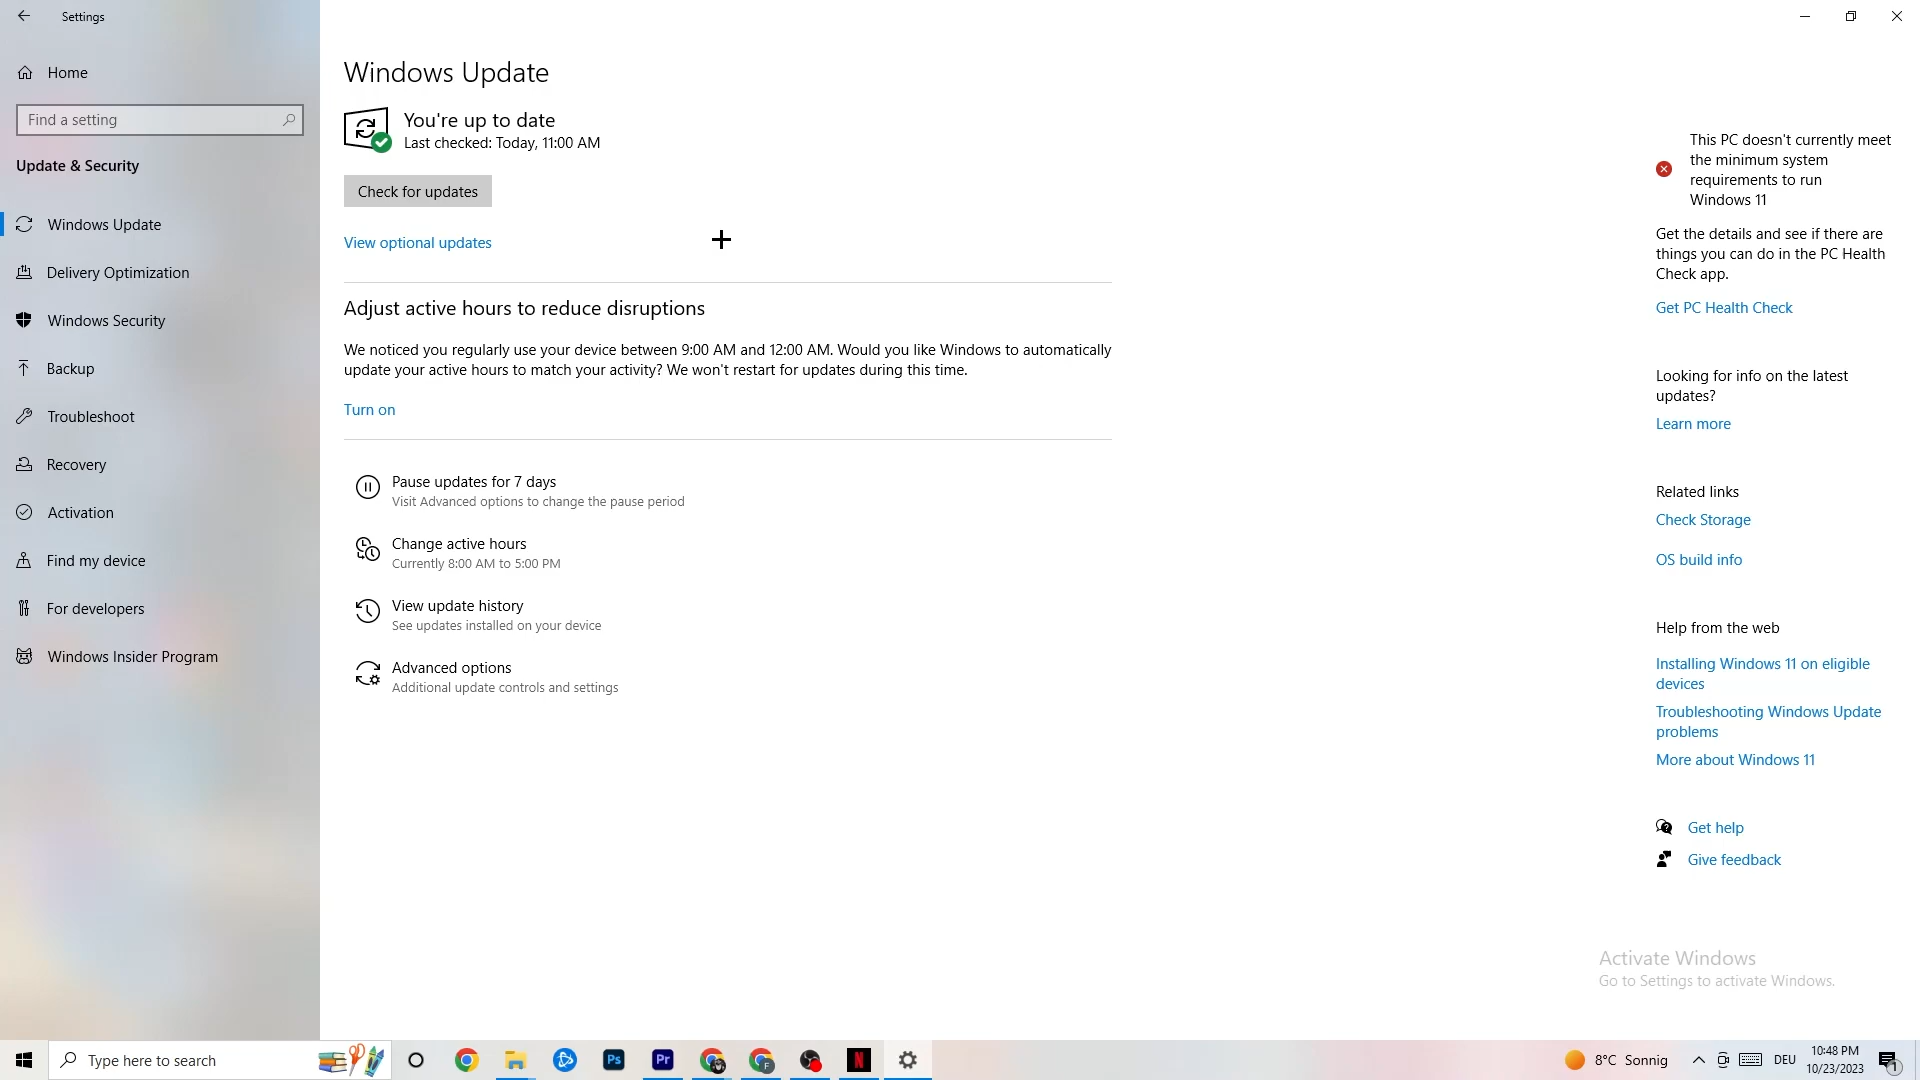 Settings
Home
Find a setting
Update & Security
Windows Update
Delivery Optimization
Windows Security
Backup
Troubleshoot
Recovery
Activation
Find my device
For developers
Windows Insider Program
Windows Update
You're up to date
Last checked: Today, 11:00 AM
Check for updates
View optional updates
Adjust active hours to reduce disruptions
We noticed you regularly use your device between 9:00 AM and 12:00 AM. Would you like Windows to automatically
update your active hours to match your activity? We won't restart for updates during this time.
Turn on
Pause updates for 7 days
Visit Advanced options to change the pause period
Change active hours
Currently 8:00 AM to 5:00 PM
View update history
See updates installed on your device
Advanced options
Additional update controls and settings
This PC doesn't currently meet
the minimum system
requirements to run
Windows 11
Get the details and see if there are
things you can do in the PC Health
Check app.
Get PC Health Check
Looking for info on the latest
updates?
Learn more
Related links
Check Storage
OS build info
Help from the web
Installing Windows 11 on eligible
devices
Troubleshooting Windows Update
problems
More about Windows 11
Get help
Give feedback
Activate Windows
Go to Settings to activate Windows.
Type here to search
Ps
Pr
F
N
8°C Sonnig
DEU
10:48 PM
10/23/2023
1